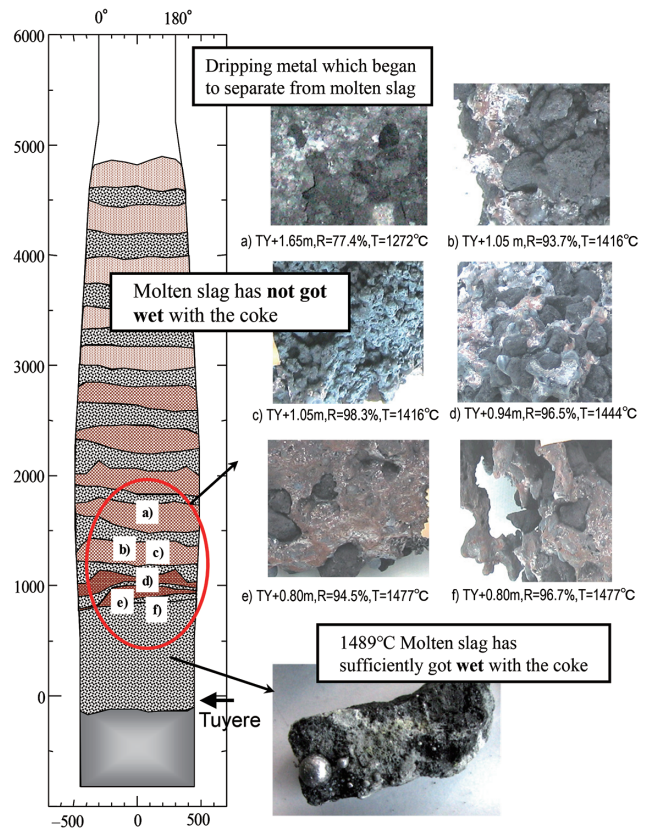 0° 180°
6000
5000
4000
3000
2000
1000
0
−500 0 500
Dripping metal which began
to separate from molten slag
a) TY+1.65m,R=77.4%,T=1272℃
b) TY+1.05 m,R=93.7%,T=1416℃
Molten slag has not got
wet with the coke
c) TY+1.05m,R=98.3%,T=1416℃
d) TY+0.94m,R=96.5%,T=1444℃
a)
b)
c)
d)
e)
f)
e) TY+0.80m,R=94.5%,T=1477℃
f) TY+0.80m,R=96.7%,T=1477℃
1489℃ Molten slag has
sufficiently got wet with the coke
Tuyere